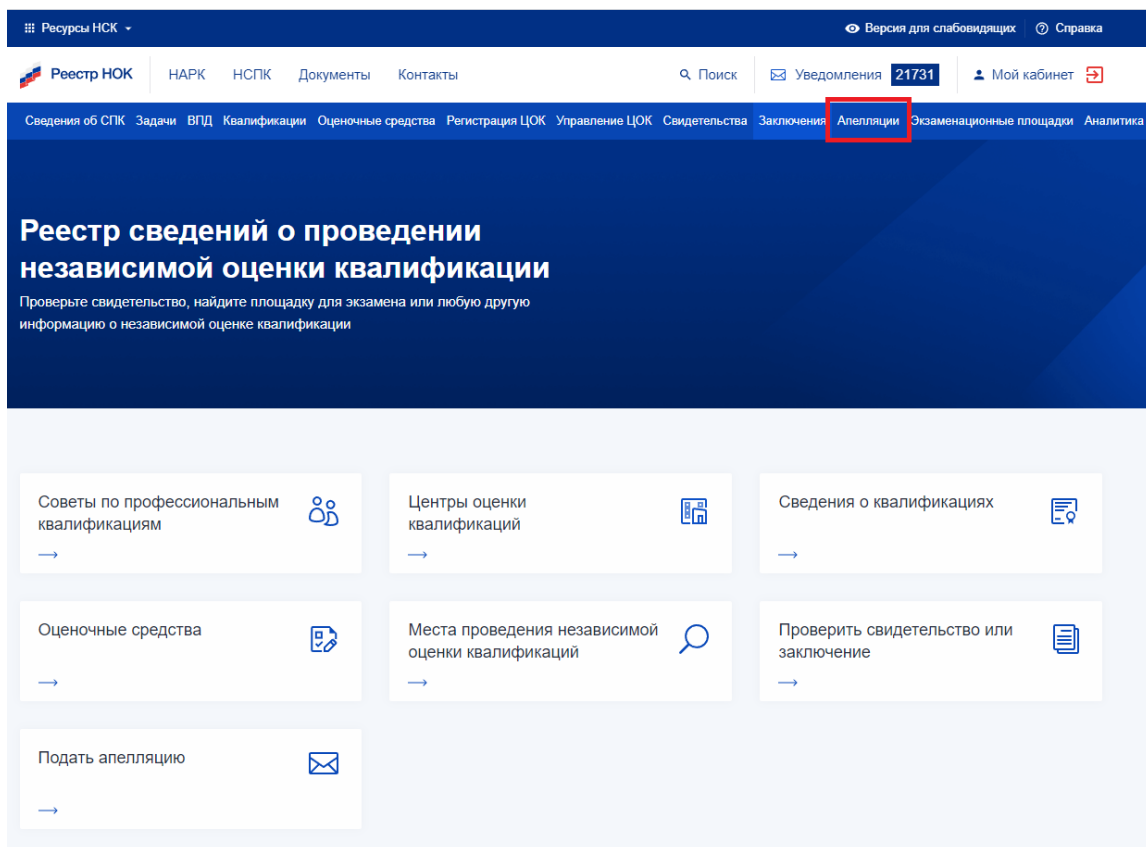 Ресурсы НСК
Версия для слабовидящих
Справка
Реестр НОК
НАРК
НСПК
Документы
Контакты
Поиск
Уведомления 21731
Мой кабинет
Сведения об СПК Задачи ВПД Квалификации Оценочные средства Регистрация ЦОК Управление ЦОК Свидетельства Заключения Апелляции Экзаменационные площадки Аналитика
Реестр сведений о проведении
независимой оценки квалификации
Проверьте свидетельство, найдите площадку для экзамена или любую другую
информацию о независимой оценке квалификации
Советы по профессиональным
квалификациям
Центры оценки
квалификаций
Сведения о квалификациях
Оценочные средства
Места проведения независимой
оценки квалификаций
Проверить свидетельство или
заключение
Подать апелляцию